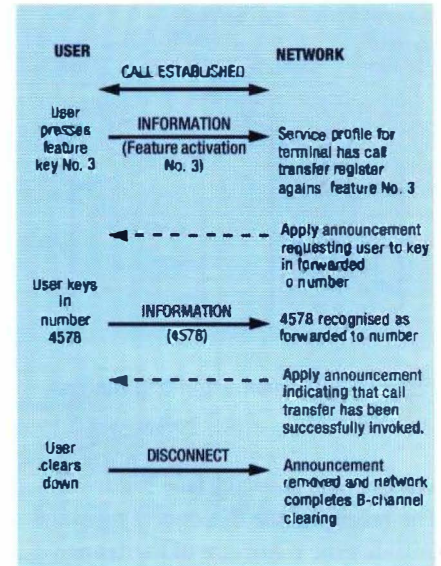 USER
NETWORK
CALL ESTABLISHED
User
presses
feature
key No. 3
INFORMATION
(Feature activation
No. 3)
Service profile for
terminal has call
transfer register
agains feature No. 3
Apply announcement
requesting user to key
in forwarded
o number
User keys
in
number
4578
INFORMATION
(4578)
4578 recognised as
forwarded to number
Apply announcement
indicating that call
transfer has been
successfully invoked.
User
clears
down
DISCONNECT
Announcement
removed and network
completes B-channel
clearing